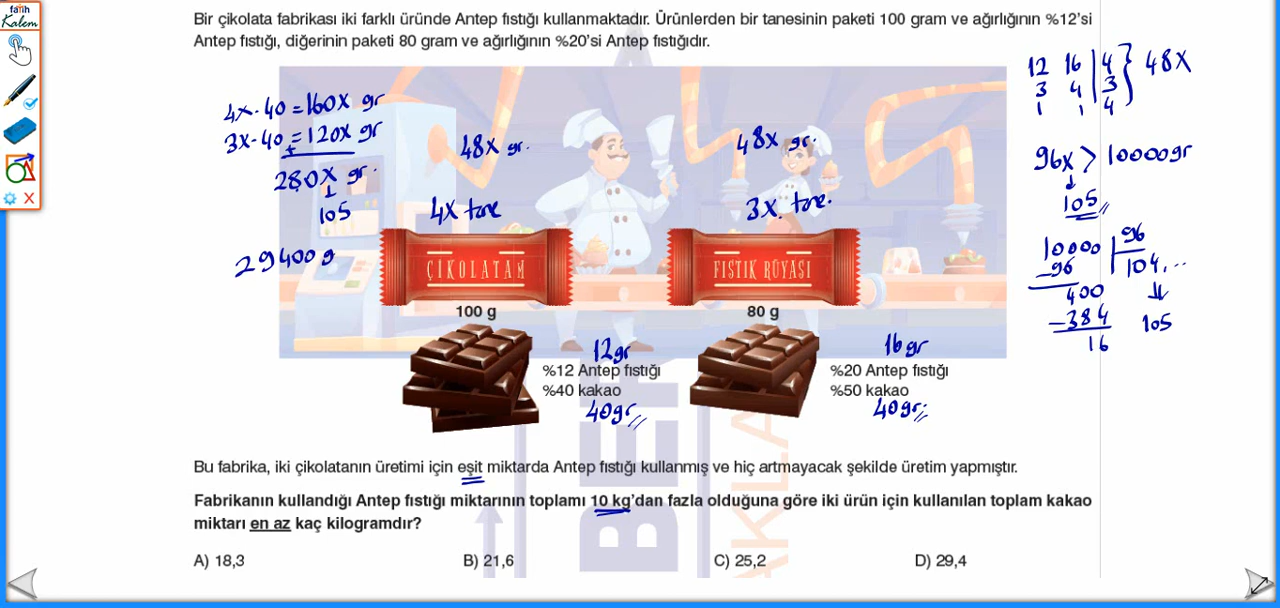 fatih
Kalem
Bir çikolata fabrikası iki farklı üründe Antep fıstığı kullanmaktadır. Ürünlerden bir tanesinin paketi 100 gram ve ağırlığının %12'si
Antep fıstığı, diğerinin paketi 80 gram ve ağırlığının %20'si Antep fıstığıdır.
4x·40 = 160x gr
3x·40 = 120x gr
+
280x gr.
↓
105
29400 g
48x gr.
4x tane
48x gr.
3x tane.
ÇİKOLATAM
FISTIK RÜYASI
100 g
80 g
12gr
%12 Antep fıstığı
%40 kakao
40gr
16gr
%20 Antep fıstığı
%50 kakao
40gr
12 16 | 4
3 4 | 3
1 1 | 4
} 48x
96x > 10000gr
↓
105
10000 | 96
-96 104,...
400 ↓
-384 105
16
Bu fabrika, iki çikolatanın üretimi için eşit miktarda Antep fıstığı kullanmış ve hiç artmayacak şekilde üretim yapmıştır.
Fabrikanın kullandığı Antep fıstığı miktarının toplamı 10 kg'dan fazla olduğuna göre iki ürün için kullanılan toplam kakao
miktarı en az kaç kilogramdır?
A) 18,3 B) 21,6 C) 25,2 D) 29,4